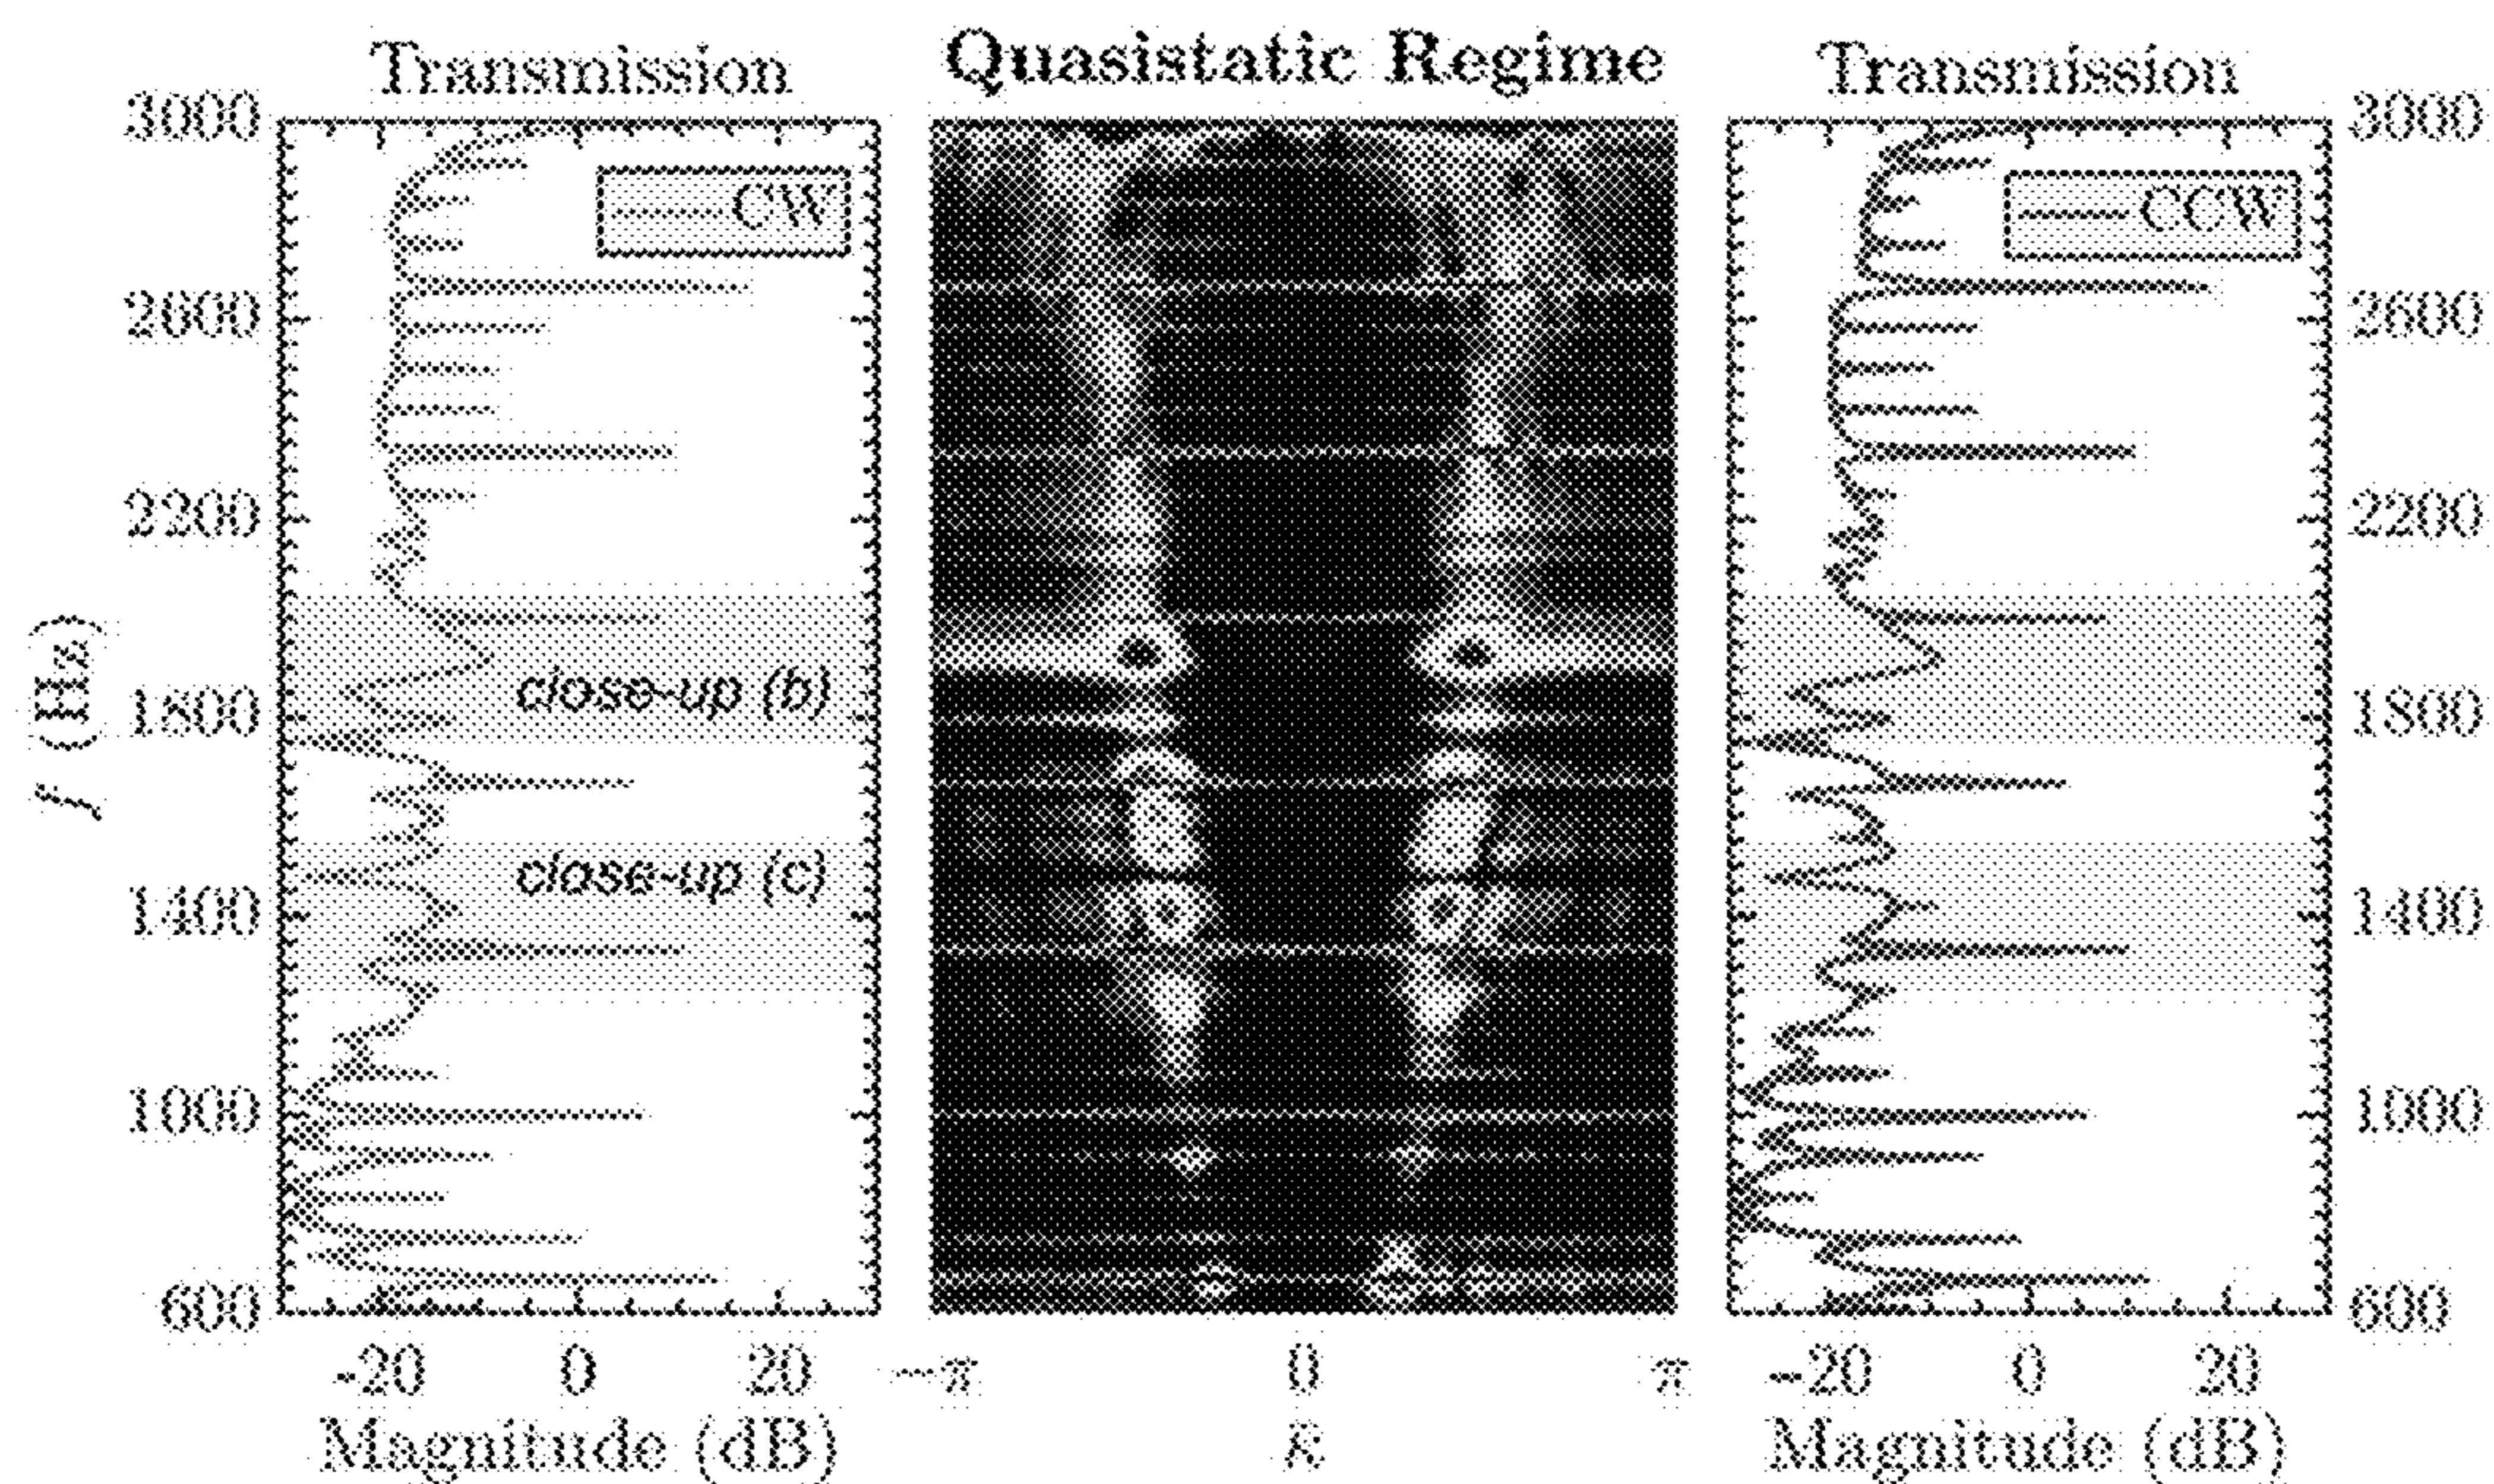 Transmission Quasistatic Regime Transmission
3000 3000
CW CCW
2600 2600
2200 2200
f (Hz)
close-up (b)
1800 1800
close-up (c)
1400 1400
1000 1000
600 600
-20 0 20 −π 0 π -20 0 20
Magnitude (dB) Magnitude (dB)